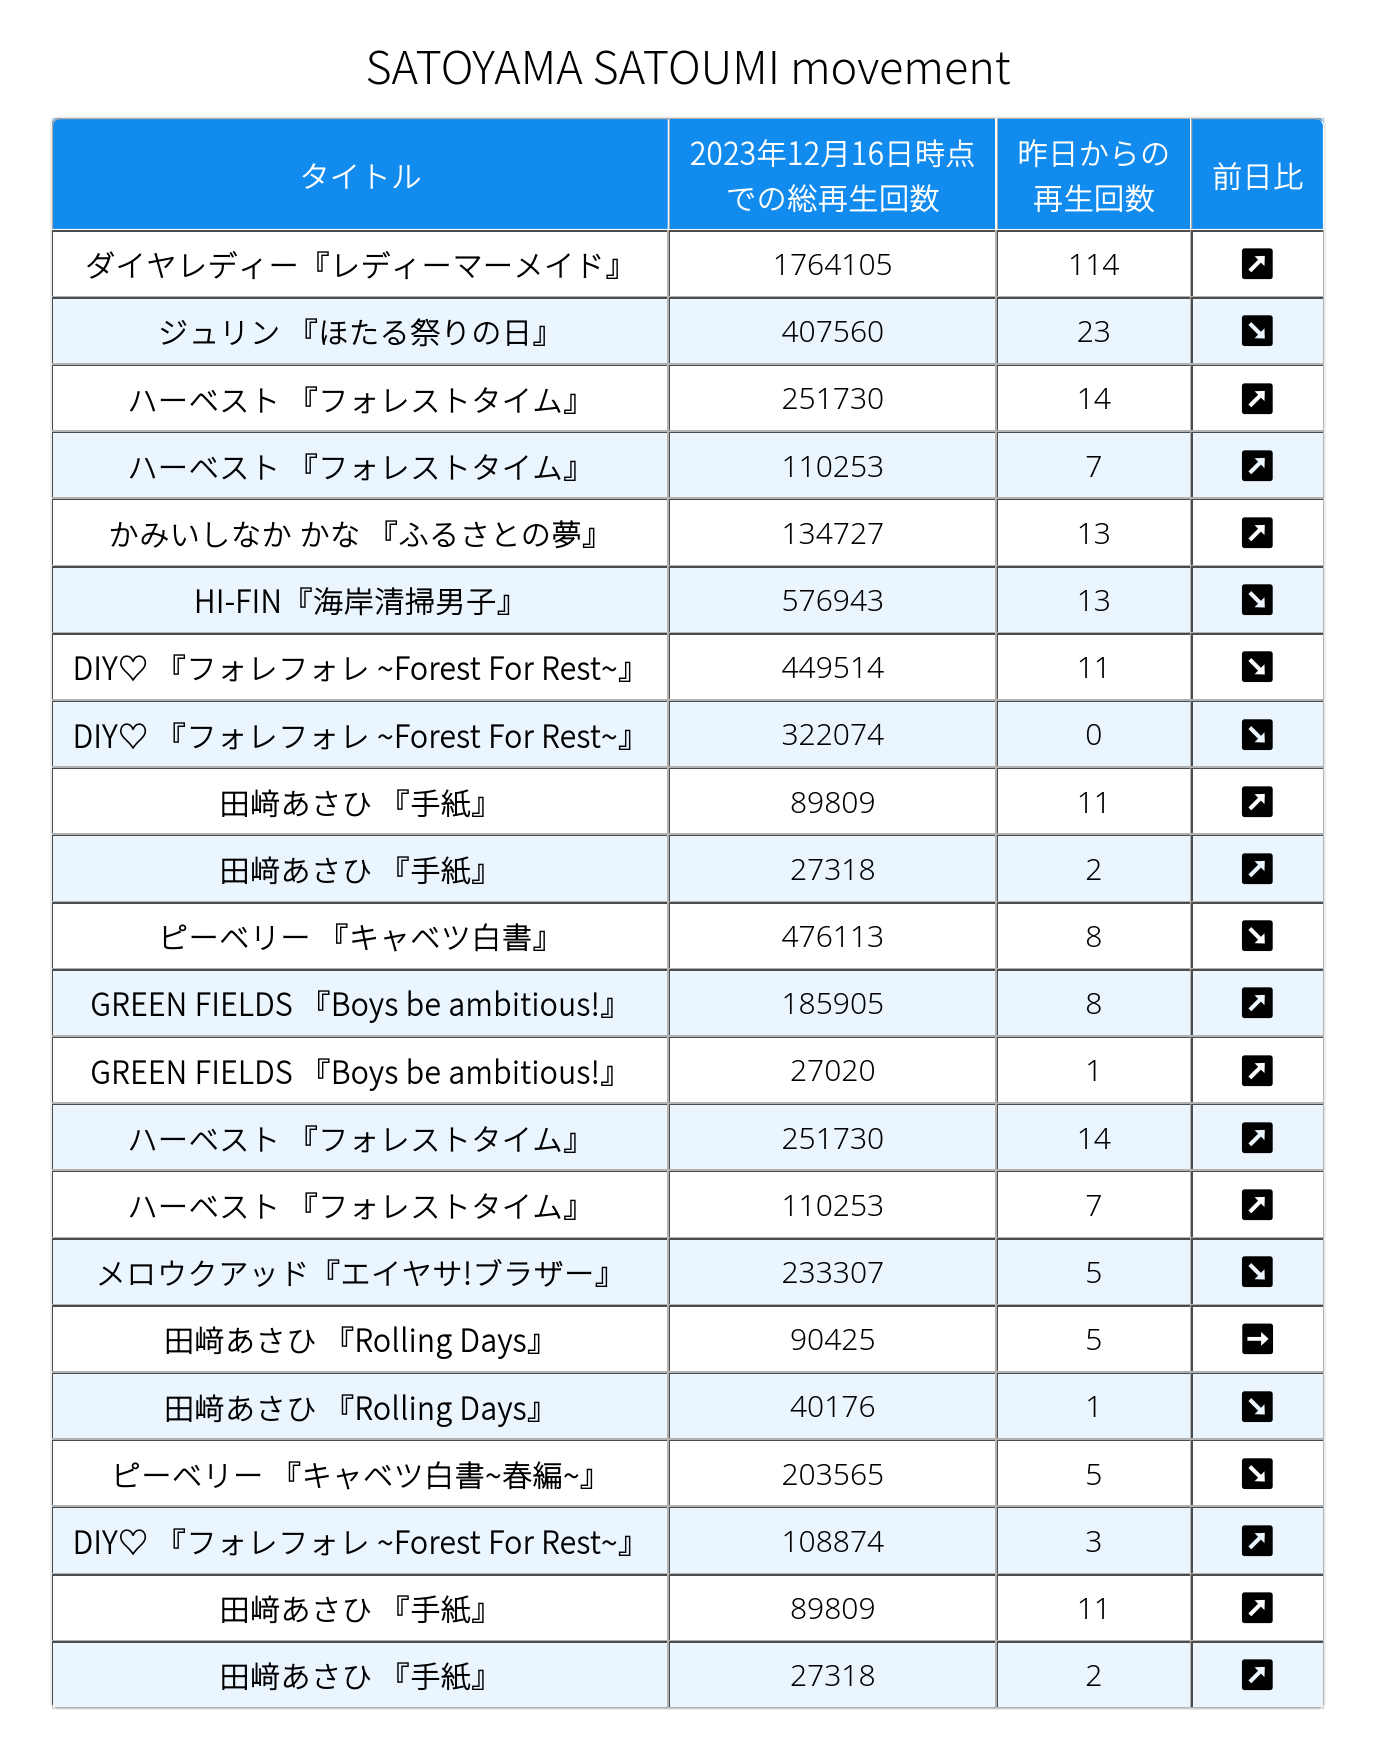 SATOYAMA SATOUMI movement
タイトル 2023年12月16日時点での総再生回数 昨日からの再生回数 前日比
ダイヤレディー『レディーマーメイド』 1764105 114 ↗
ジュリン 『ほたる祭りの日』 407560 23 ↘
ハーベスト 『フォレストタイム』 251730 14 ↗
ハーベスト 『フォレストタイム』 110253 7 ↗
かみいしなか かな 『ふるさとの夢』 134727 13 ↗
HI-FIN『海岸清掃男子』 576943 13 ↘
DIY♡ 『フォレフォレ ~Forest For Rest~』 449514 11 ↘
DIY♡ 『フォレフォレ ~Forest For Rest~』 322074 0 ↘
田﨑あさひ 『手紙』 89809 11 ↗
田﨑あさひ 『手紙』 27318 2 ↗
ピーベリー 『キャベツ白書』 476113 8 ↘
GREEN FIELDS 『Boys be ambitious!』 185905 8 ↗
GREEN FIELDS 『Boys be ambitious!』 27020 1 ↗
ハーベスト 『フォレストタイム』 251730 14 ↗
ハーベスト 『フォレストタイム』 110253 7 ↗
メロウクアッド『エイヤサ!ブラザー』 233307 5 ↘
田﨑あさひ 『Rolling Days』 90425 5 →
田﨑あさひ 『Rolling Days』 40176 1 ↘
ピーベリー 『キャベツ白書~春編~』 203565 5 ↘
DIY♡ 『フォレフォレ ~Forest For Rest~』 108874 3 ↗
田﨑あさひ 『手紙』 89809 11 ↗
田﨑あさひ 『手紙』 27318 2 ↗